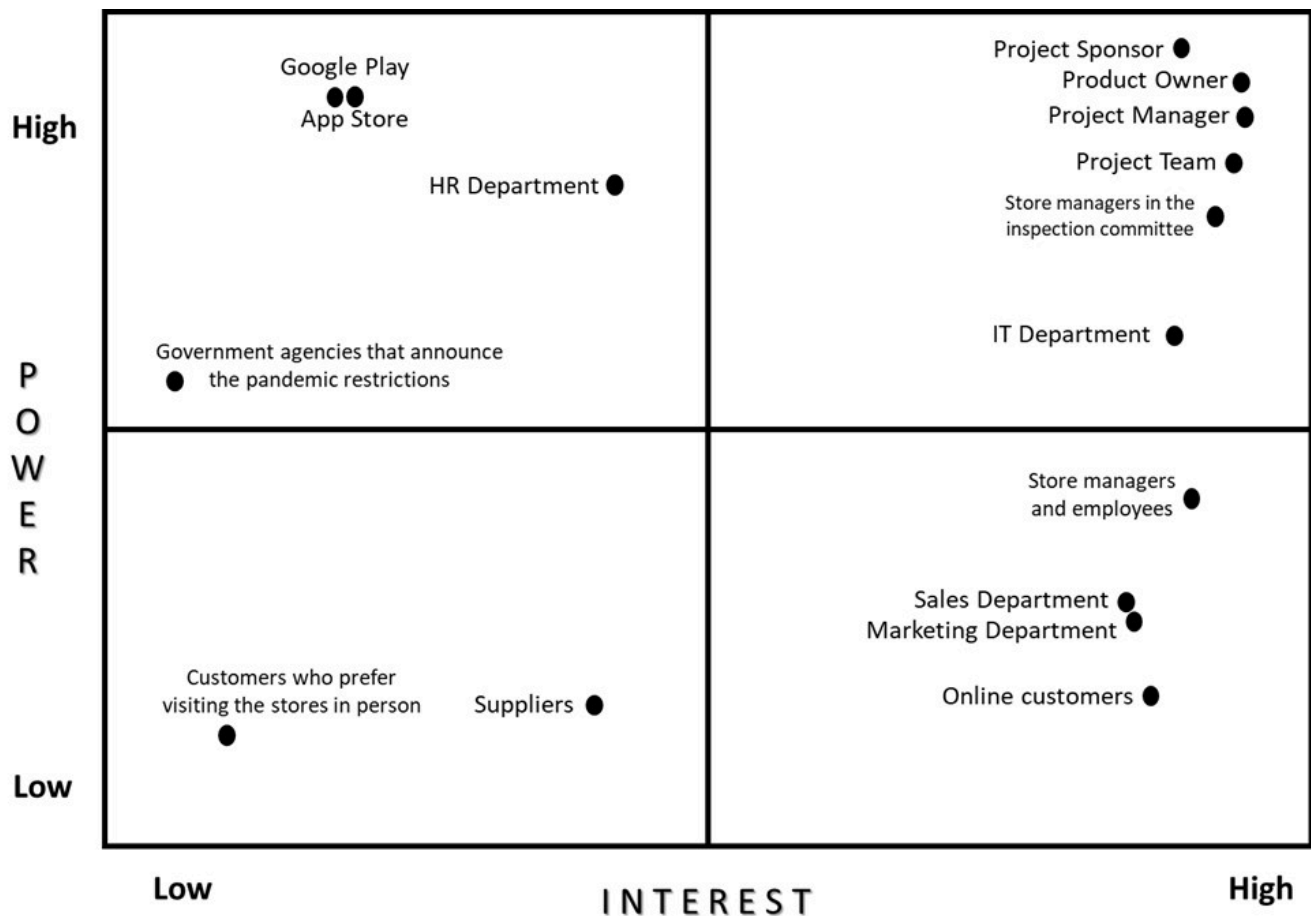 Google Play
App Store
High
HR Department
Government agencies that announce
the pandemic restrictions
Project Sponsor
Product Owner
Project Manager
Project Team
Store managers in the
inspection committee
IT Department
P
O
W
E
R
Customers who prefer
visiting the stores in person
Suppliers
Store managers
and employees
Sales Department
Marketing Department
Online customers
Low
Low
INTEREST
High